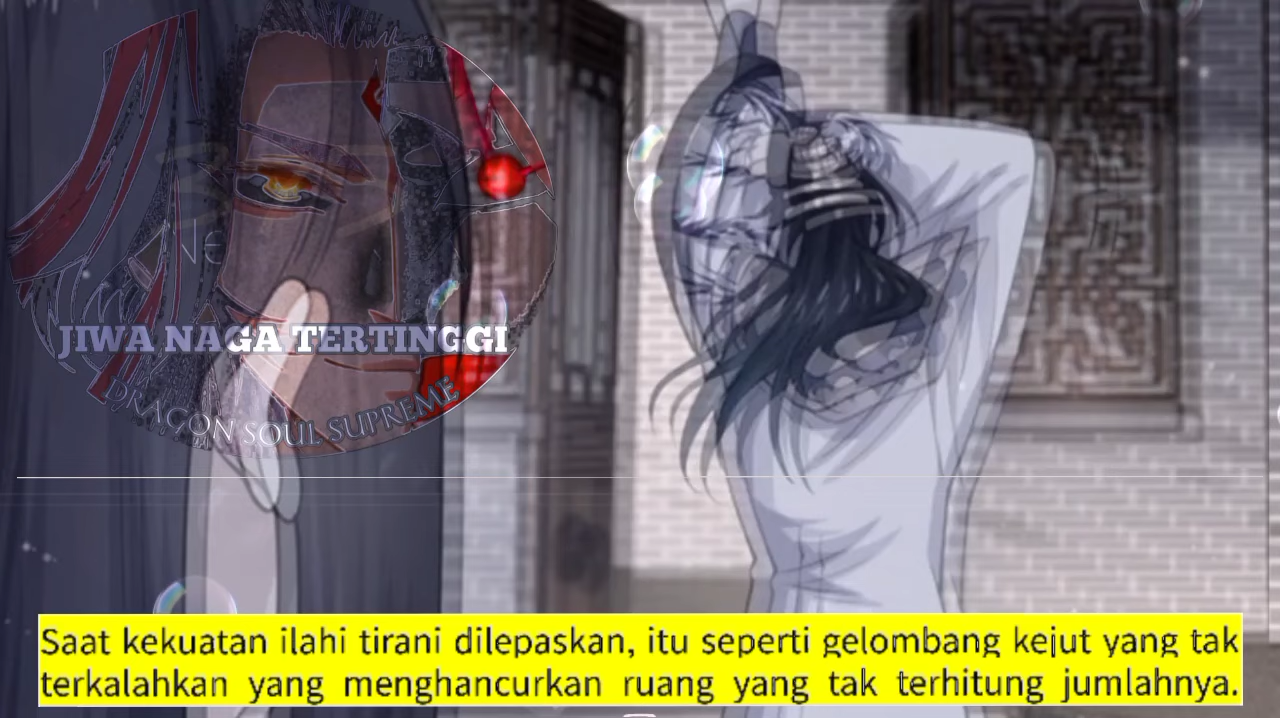 JIWA NAGA TERTINGGI
DRAGON SOUL SUPREME
Saat kekuatan ilahi tirani dilepaskan, itu seperti gelombang kejut yang tak
terkalahkan yang menghancurkan ruang yang tak terhitung jumlahnya.